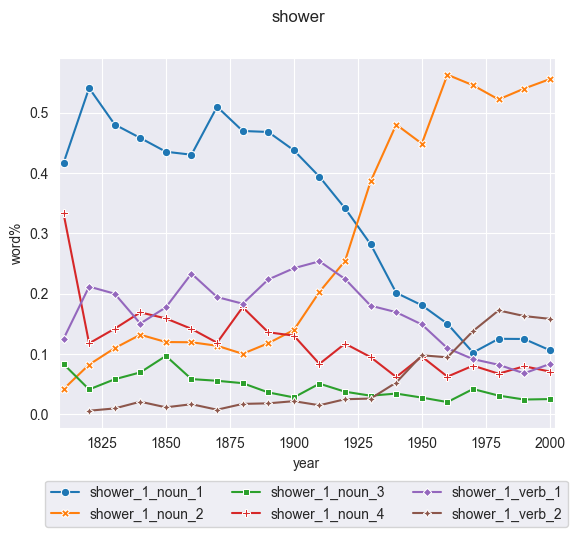 shower
0.5
0.4
0.3
0.2
0.1
0.0
word%
1825 1850 1875 1900 1925 1950 1975 2000
year
shower_1_noun_1 shower_1_noun_3 shower_1_verb_1
shower_1_noun_2 shower_1_noun_4 shower_1_verb_2